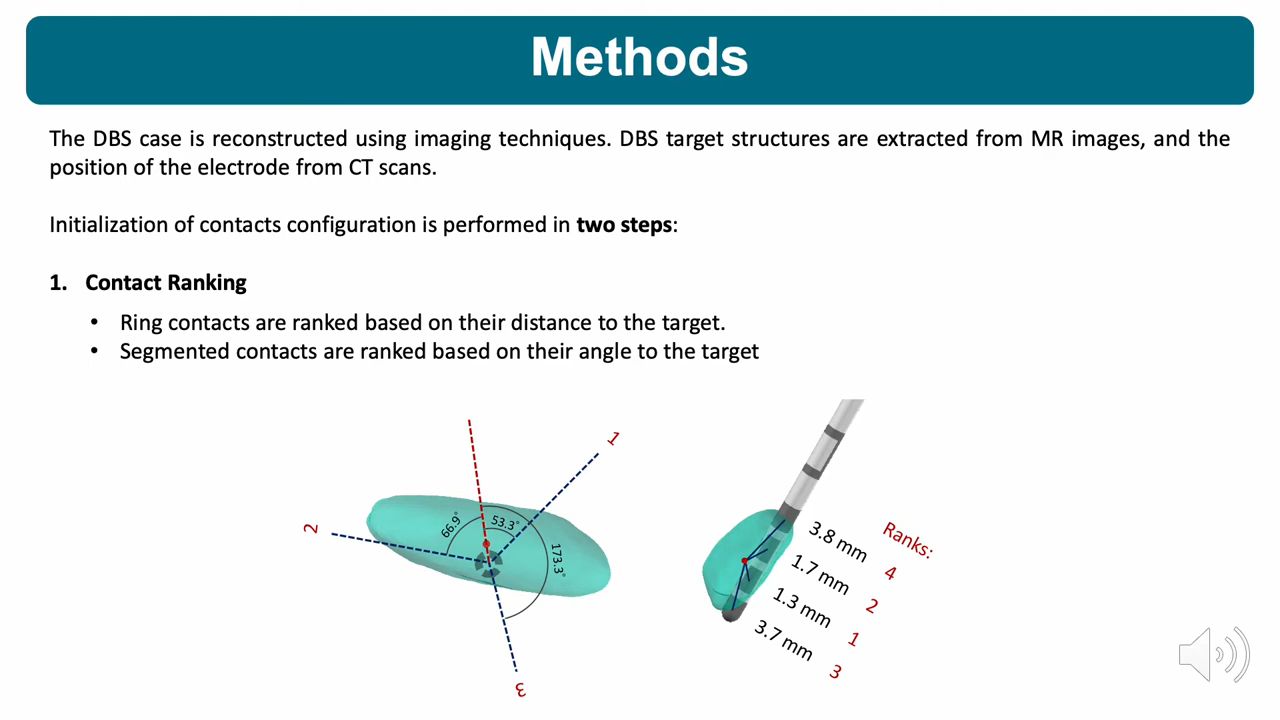 Methods
The DBS case is reconstructed using imaging techniques. DBS target structures are extracted from MR images, and the
position of the electrode from CT scans.
Initialization of contacts configuration is performed in two steps:
1. Contact Ranking
• Ring contacts are ranked based on their distance to the target.
• Segmented contacts are ranked based on their angle to the target
1
2
66.9°
53.3°
173.3°
3
Ranks:
3.8 mm 4
1.7 mm 2
1.3 mm 1
3.7 mm 3